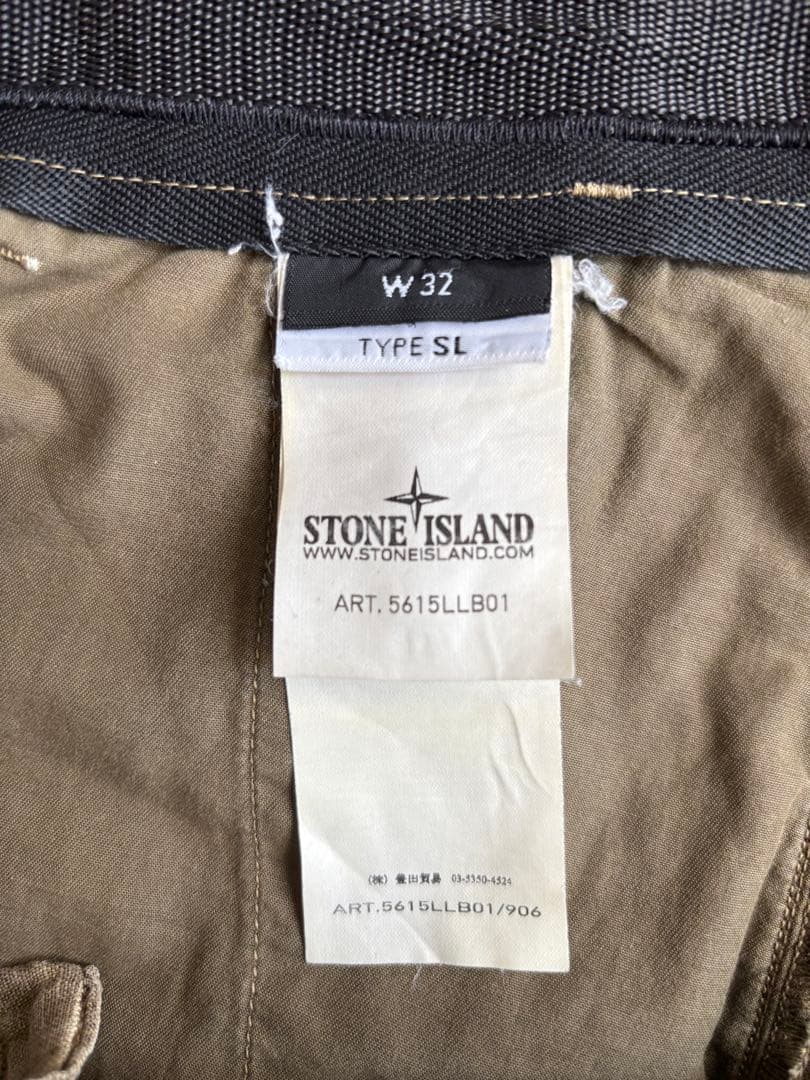 W 32
TYPE SL
STONE ISLAND
WWW.STONEISLAND.COM
ART. 5615LLB01
(株) 豊田貿易 03-5350-4524
ART.5615LLB01/906